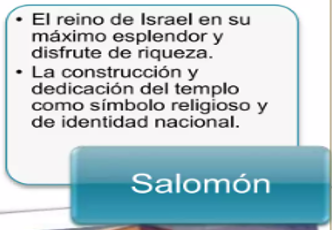 • El reino de Israel en su
máximo esplendor y
disfrute de riqueza.
• La construcción y
dedicación del templo
como símbolo religioso y
de identidad nacional.
Salomón